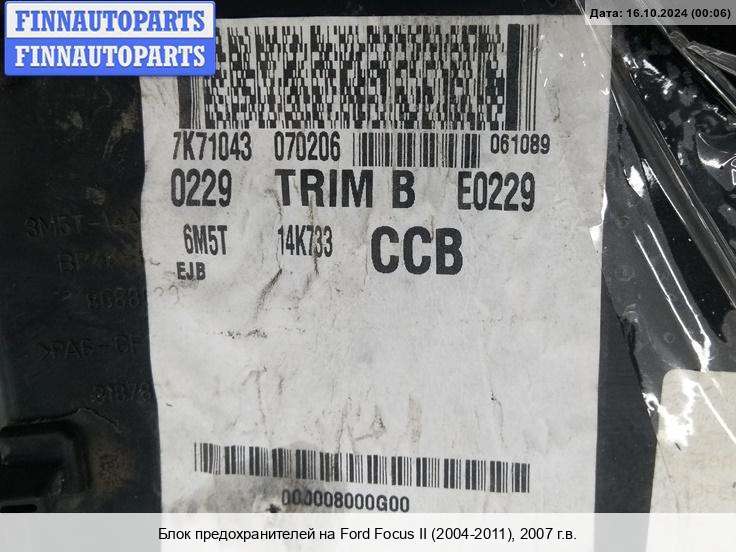 FINNAUTOPARTS
FINNAUTOPARTS
Дата: 16.10.2024 (00:06)
7K71043 070206 061089
0229 TRIM B E0229
6M5T 14K733 CCB
EJB
000008000G00
Блок предохранителей на Ford Focus II (2004-2011), 2007 г.в.